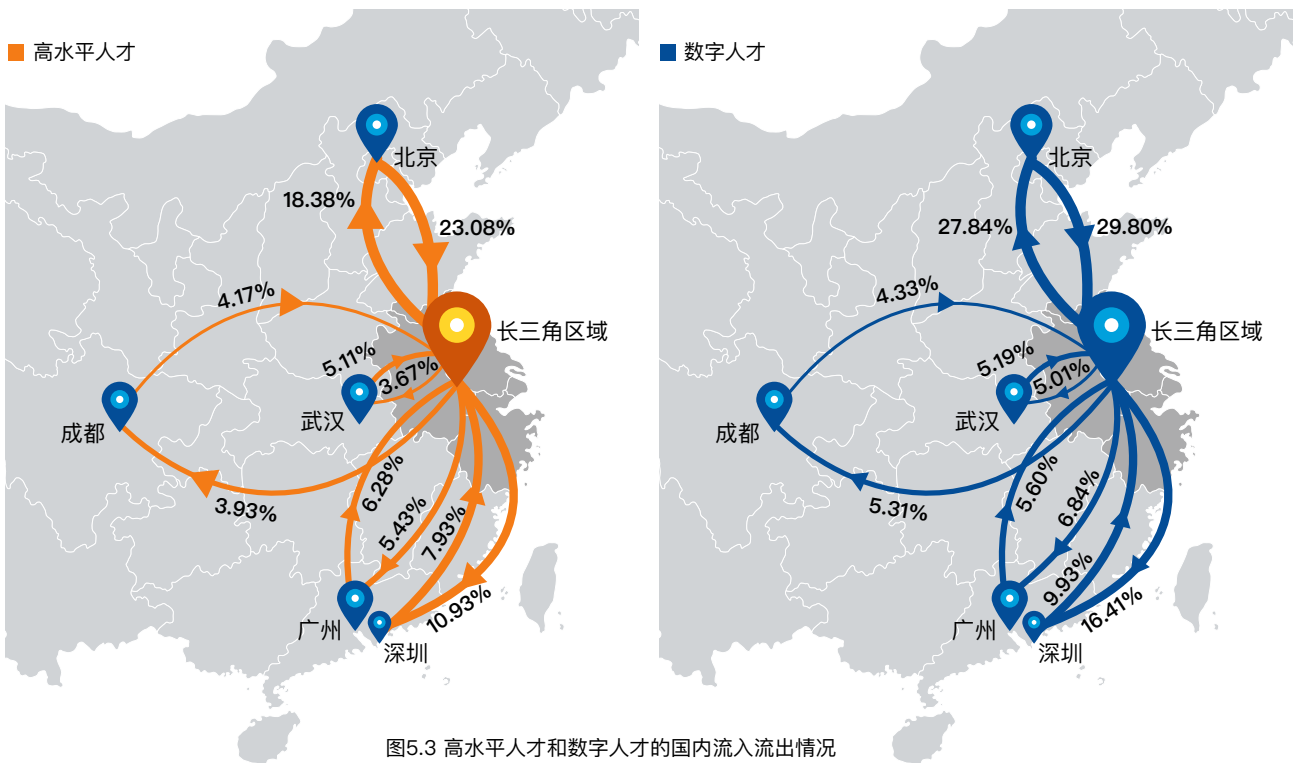 高水平人才
北京
18.38%
23.08%
4.17%
长三角区域
5.11%
3.67%
武汉
成都
3.93%
6.28%
5.43%
7.93%
10.93%
广州
深圳
数字人才
北京
27.84%
29.80%
4.33%
长三角区域
5.19%
5.01%
武汉
成都
5.31%
5.60%
6.84%
9.93%
16.41%
广州
深圳
图5.3 高水平人才和数字人才的国内流入流出情况